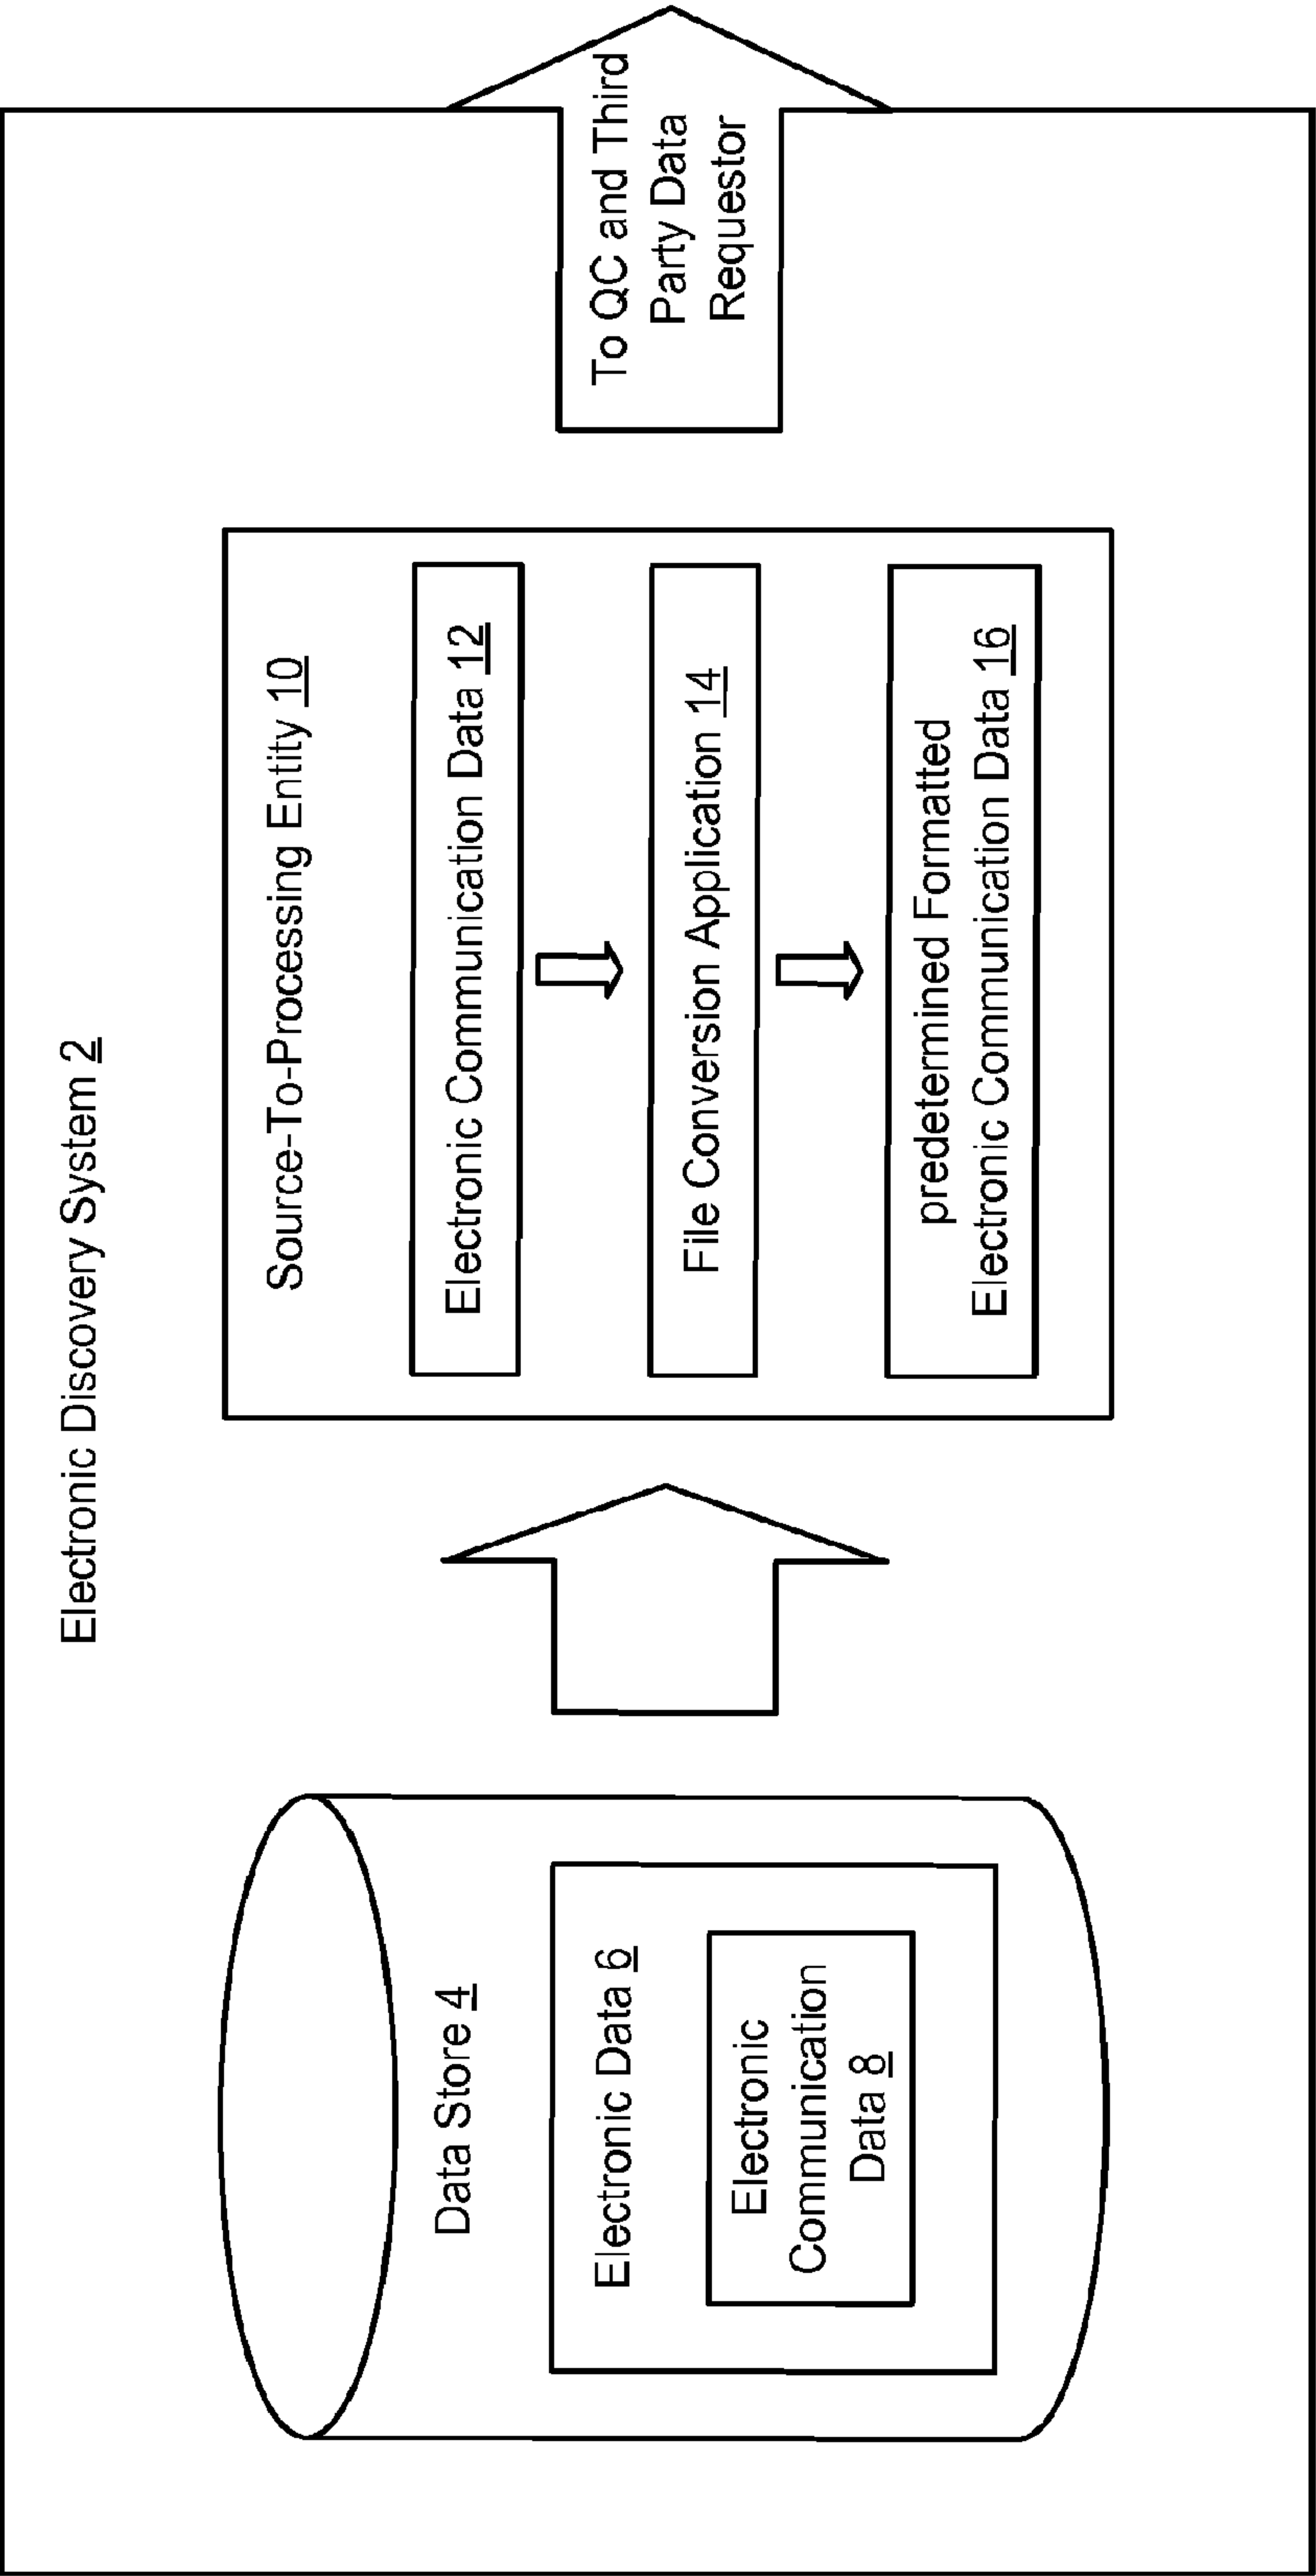 Electronic Discovery System 2
Data Store 4
Electronic Data 6
Electronic
Communication
Data 8
Source-To-Processing Entity 10
Electronic Communication Data 12
File Conversion Application 14
predetermined Formatted
Electronic Communication Data 16
To QC and Third
Party Data
Requestor